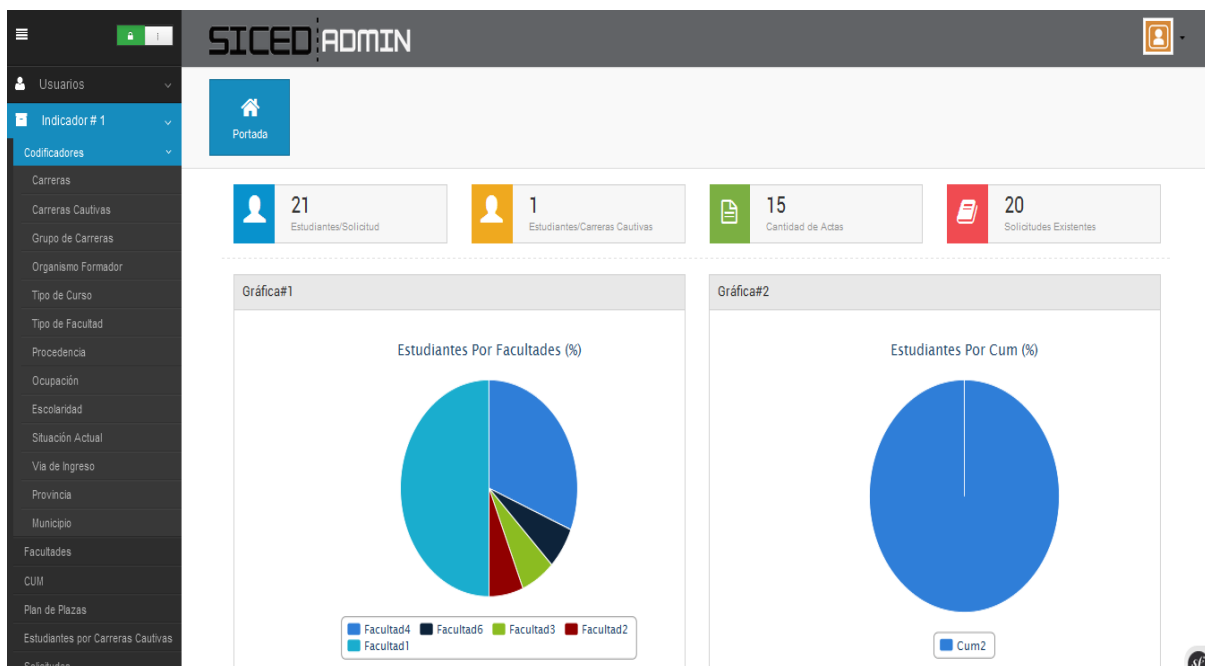 SICED ADMIN
Usuarios
Indicador # 1
Codificadores
Carreras
Carreras Cautivas
Grupo de Carreras
Organismo Formador
Tipo de Curso
Tipo de Facultad
Procedencia
Ocupación
Escolaridad
Situación Actual
Via de Ingreso
Provincia
Municipio
Facultades
CUM
Plan de Plazas
Estudiantes por Carreras Cautivas
Solicitudes
Portada
21
Estudiantes/Solicitud
1
Estudiantes/Carreras Cautivas
15
Cantidad de Actas
20
Solicitudes Existentes
Gráfica#1
Estudiantes Por Facultades (%)
Facultad4 Facultad6 Facultad3 Facultad2
Facultad1
Gráfica#2
Estudiantes Por Cum (%)
Cum2
sf